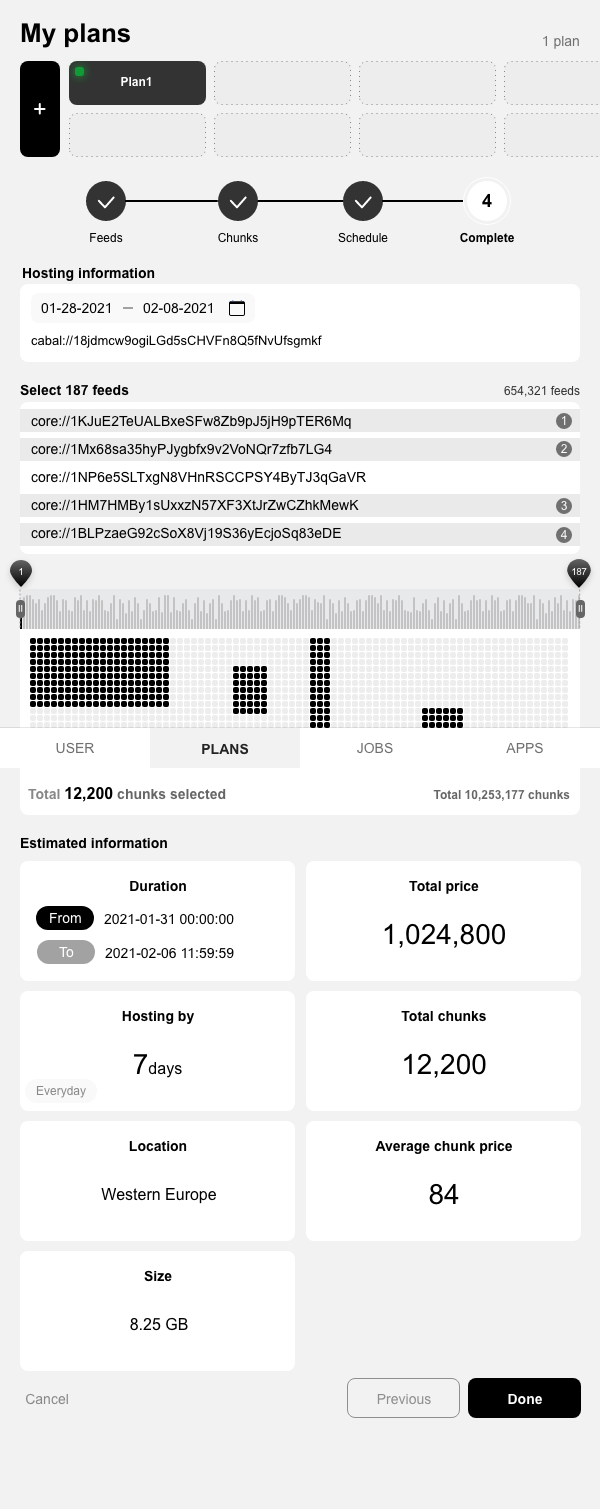 My plans
1 plan
+
Plan1
4
Feeds Chunks Schedule Complete
Hosting information
01-28-2021 — 02-08-2021
cabal://18jdmcw9ogiLGd5sCHVFn8Q5fNvUfsgmkf
Select 187 feeds 654,321 feeds
core://1KJuE2TeUALBxeSFw8Zb9pJ5jH9pTER6Mq 1
core://1Mx68sa35hyPJygbfx9v2VoNQr7zfb7LG4 2
core://1NP6e5SLTxgN8VHnRSCCPSY4ByTJ3qGaVR
core://1HM7HMBy1sUxxzN57XF3XtJrZwCZhkMewK 3
core://1BLPzaeG92cSoX8Vj19S36yEcjoSq83eDE 4
1 187
USER PLANS JOBS APPS
Total 12,200 chunks selected Total 10,253,177 chunks
Estimated information
Duration
From 2021-01-31 00:00:00
To 2021-02-06 11:59:59
Total price
1,024,800
Hosting by
7days
Everyday
Total chunks
12,200
Location
Western Europe
Average chunk price
84
Size
8.25 GB
Cancel Previous Done